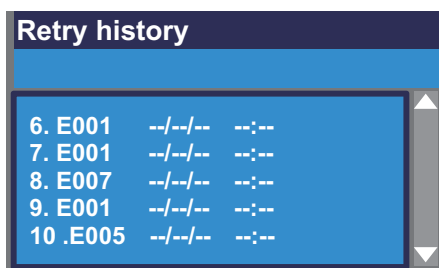 Retry history
6. E001 --/--/-- --:--
7. E001 --/--/-- --:--
8. E007 --/--/-- --:--
9. E001 --/--/-- --:--
10 .E005 --/--/-- --:--